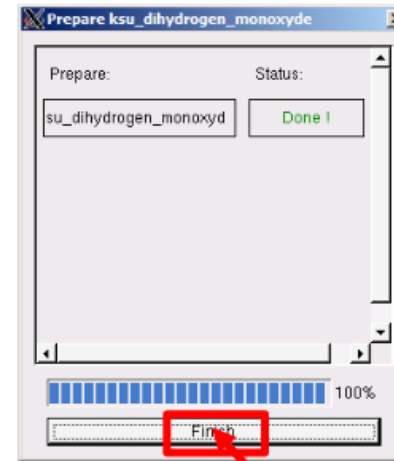 Prepare ksu_dihydrogen_monoxyde
Prepare: Status:
su_dihydrogen_monoxyd Done !
100%
Finish